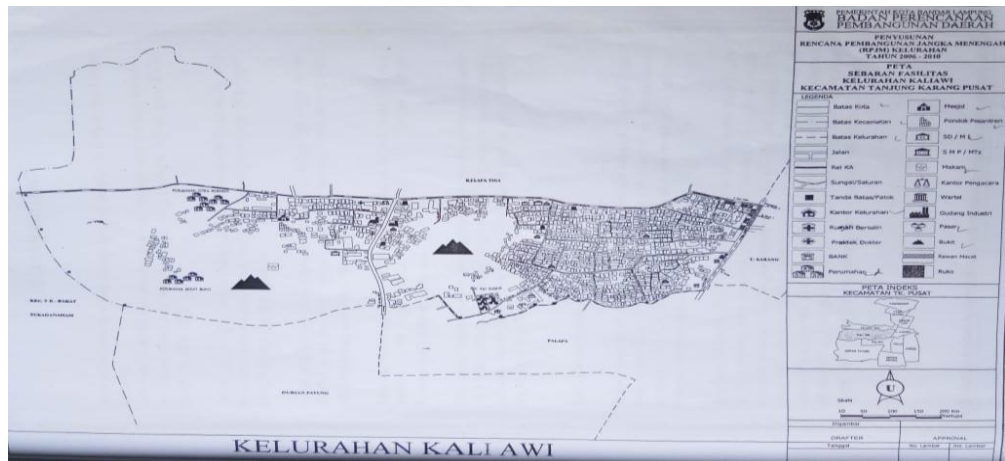 PEMERINTAH KOTA BANDAR LAMPUNG
BADAN PERENCANAAN
PEMBANGUNAN DAERAH
PENYUSUNAN
RENCANA PEMBANGUNAN JANGKA MENENGAH
(RPJM) KELURAHAN
TAHUN 2006 - 2010
PETA
SEBARAN FASILITAS
KELURAHAN KALIAWI
KECAMATAN TANJUNG KARANG PUSAT
LEGENDA
Batas Kota
Batas Kecamatan
Batas Kelurahan
Jalan
Rel KA
Sungai/Saluran
Tanda Batas/Patok
Kantor Kelurahan
Rumah Bersalin
Praktek Dokter
BANK
Perumahan
Masjid
Pondok Pesantren
SD / M I
S M P / MTs
Makam
Kantor Pengacara
Wartel
Gudang Industri
Pasar
Bukit
Rawan Macet
Ruko
PETA INDEKS
KECAMATAN TK. PUSAT
U
DRAFTER
APPROVAL
KELAPA TIGA
PALAPA
DURIAN PAYUNG
SUKADANAHAM
KELURAHAN KALI AWI